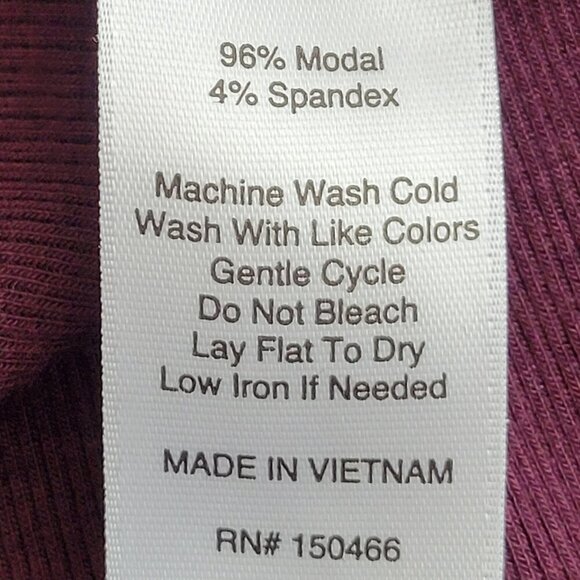 96% Modal
4% Spandex
Machine Wash Cold
Wash With Like Colors
Gentle Cycle
Do Not Bleach
Lay Flat To Dry
Low Iron If Needed
MADE IN VIETNAM
RN# 150466